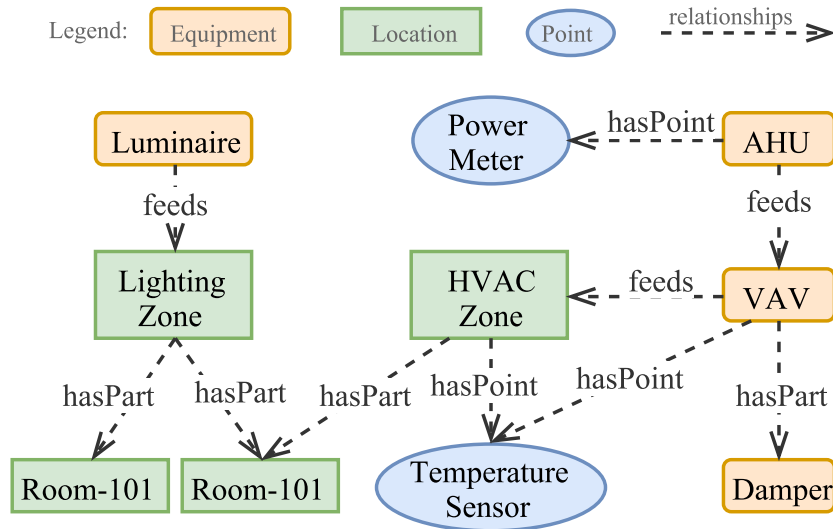 Legend:
Equipment
Location
Point
relationships
Luminaire
Power
Meter
hasPoint
AHU
feeds
feeds
Lighting
Zone
HVAC
Zone
feeds
VAV
hasPart
hasPart
hasPart
hasPoint
hasPoint
hasPart
Room-101
Room-101
Temperature
Sensor
Damper